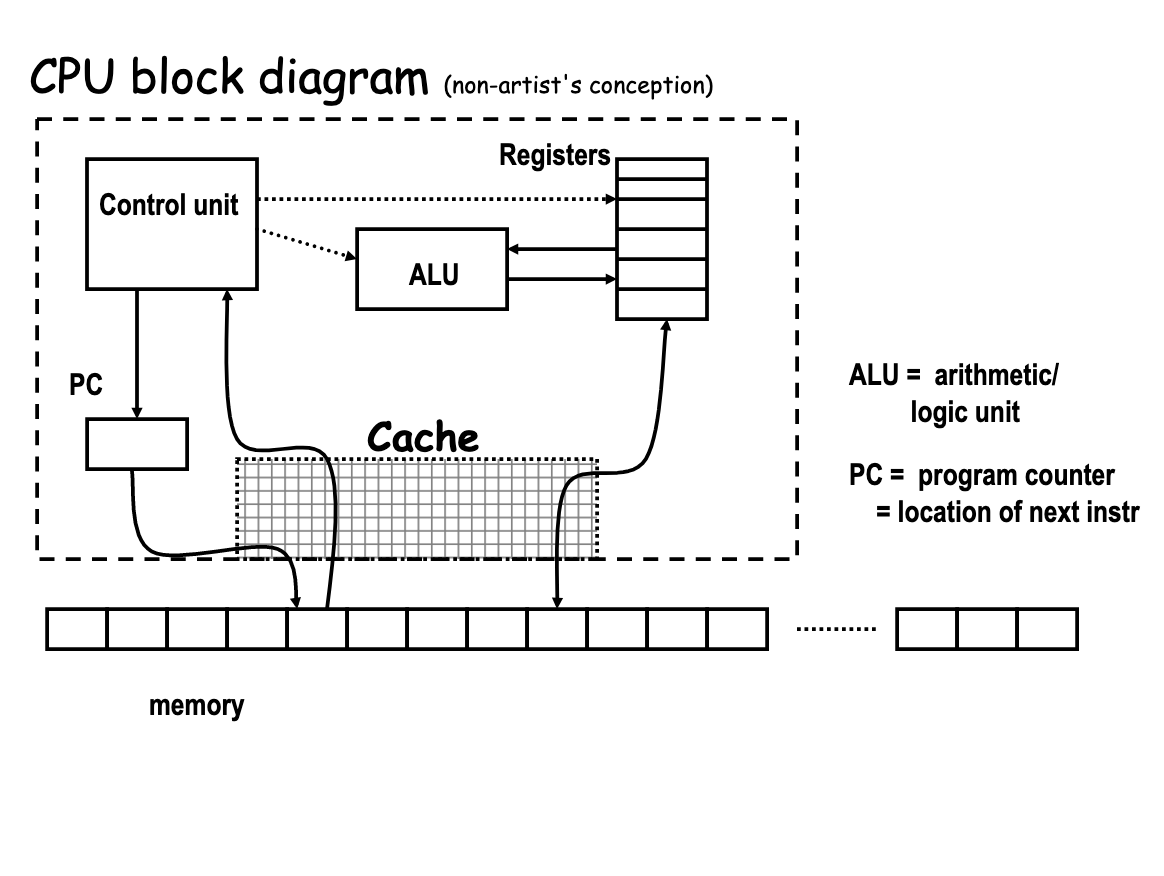 CPU block diagram (non-artist's conception)
Registers
Control unit
ALU
PC
Cache
ALU = arithmetic/
logic unit
PC = program counter
= location of next instr
memory